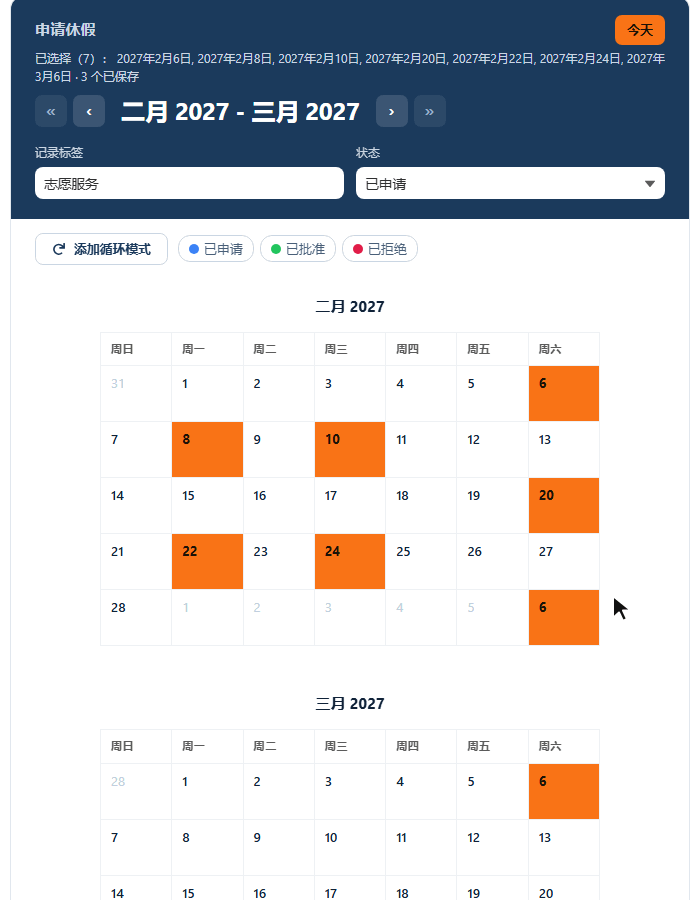 申请休假
今天
已选择（7）： 2027年2月6日, 2027年2月8日, 2027年2月10日, 2027年2月20日, 2027年2月22日, 2027年2月24日, 2027年
3月6日 · 3 个已保存
« ‹ 二月 2027 - 三月 2027 › »
记录标签 状态
志愿服务 已申请
添加循环模式 已申请 已批准 已拒绝
二月 2027
周日 周一 周二 周三 周四 周五 周六
31 1 2 3 4 5 6
7 8 9 10 11 12 13
14 15 16 17 18 19 20
21 22 23 24 25 26 27
28 1 2 3 4 5 6
三月 2027
周日 周一 周二 周三 周四 周五 周六
28 1 2 3 4 5 6
7 8 9 10 11 12 13
14 15 16 17 18 19 20